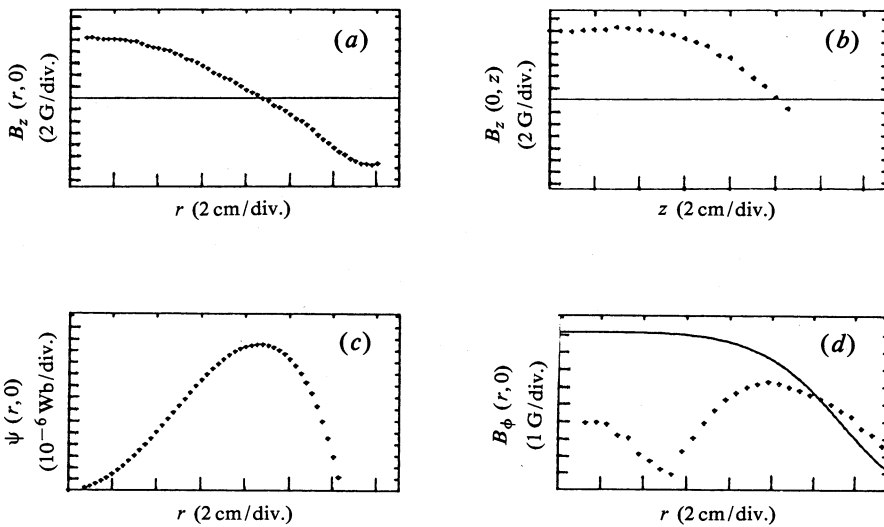 (a)
B_z (r, 0)
(2 G/div.)
r (2 cm/div.)
(b)
B_z (0, z)
(2 G/div.)
z (2 cm/div.)
(c)
ψ (r, 0)
(10⁻⁶ Wb/div.)
r (2 cm/div.)
(d)
B_ϕ (r, 0)
(1 G/div.)
r (2 cm/div.)